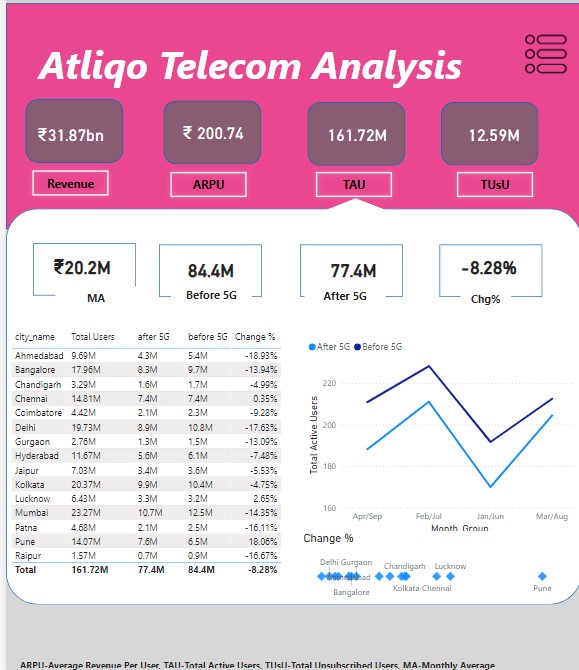 Atliqo Telecom Analysis
₹31.87bn ₹ 200.74 161.72M 12.59M
Revenue ARPU TAU TUsU
₹20.2M 84.4M 77.4M -8.28%
MA Before 5G After 5G Chg%
city_name Total Users after 5G before 5G Change %
Ahmedabad 9.69M 4.3M 5.4M -18.93%
Bangalore 17.96M 8.3M 9.7M -13.94%
Chandigarh 3.29M 1.6M 1.7M -4.99%
Chennai 14.81M 7.4M 7.4M 0.35%
Coimbatore 4.42M 2.1M 2.3M -9.28%
Delhi 19.73M 8.9M 10.8M -17.63%
Gurgaon 2.76M 1.3M 1.5M -13.09%
Hyderabad 11.67M 5.6M 6.1M -7.48%
Jaipur 7.03M 3.4M 3.6M -5.53%
Kolkata 20.37M 9.9M 10.4M -4.75%
Lucknow 6.43M 3.3M 3.2M 2.65%
Mumbai 23.27M 10.7M 12.5M -14.35%
Patna 4.68M 2.1M 2.5M -16.11%
Pune 14.07M 7.6M 6.5M 18.06%
Raipur 1.57M 0.7M 0.9M -16.67%
Total 161.72M 77.4M 84.4M -8.28%
After 5G Before 5G
Total Active Users
220
200
180
160
Apr/Sep Feb/Jul Jan/Jun Mar/Aug
Month Group
Change %
Delhi Gurgaon Chandigarh Lucknow
Ahmedabad
Bangalore Kolkata Chennai Pune
ARPU-Average Revenue Per User, TAU-Total Active Users, TUsU-Total Unsubscribed Users, MA-Monthly Average